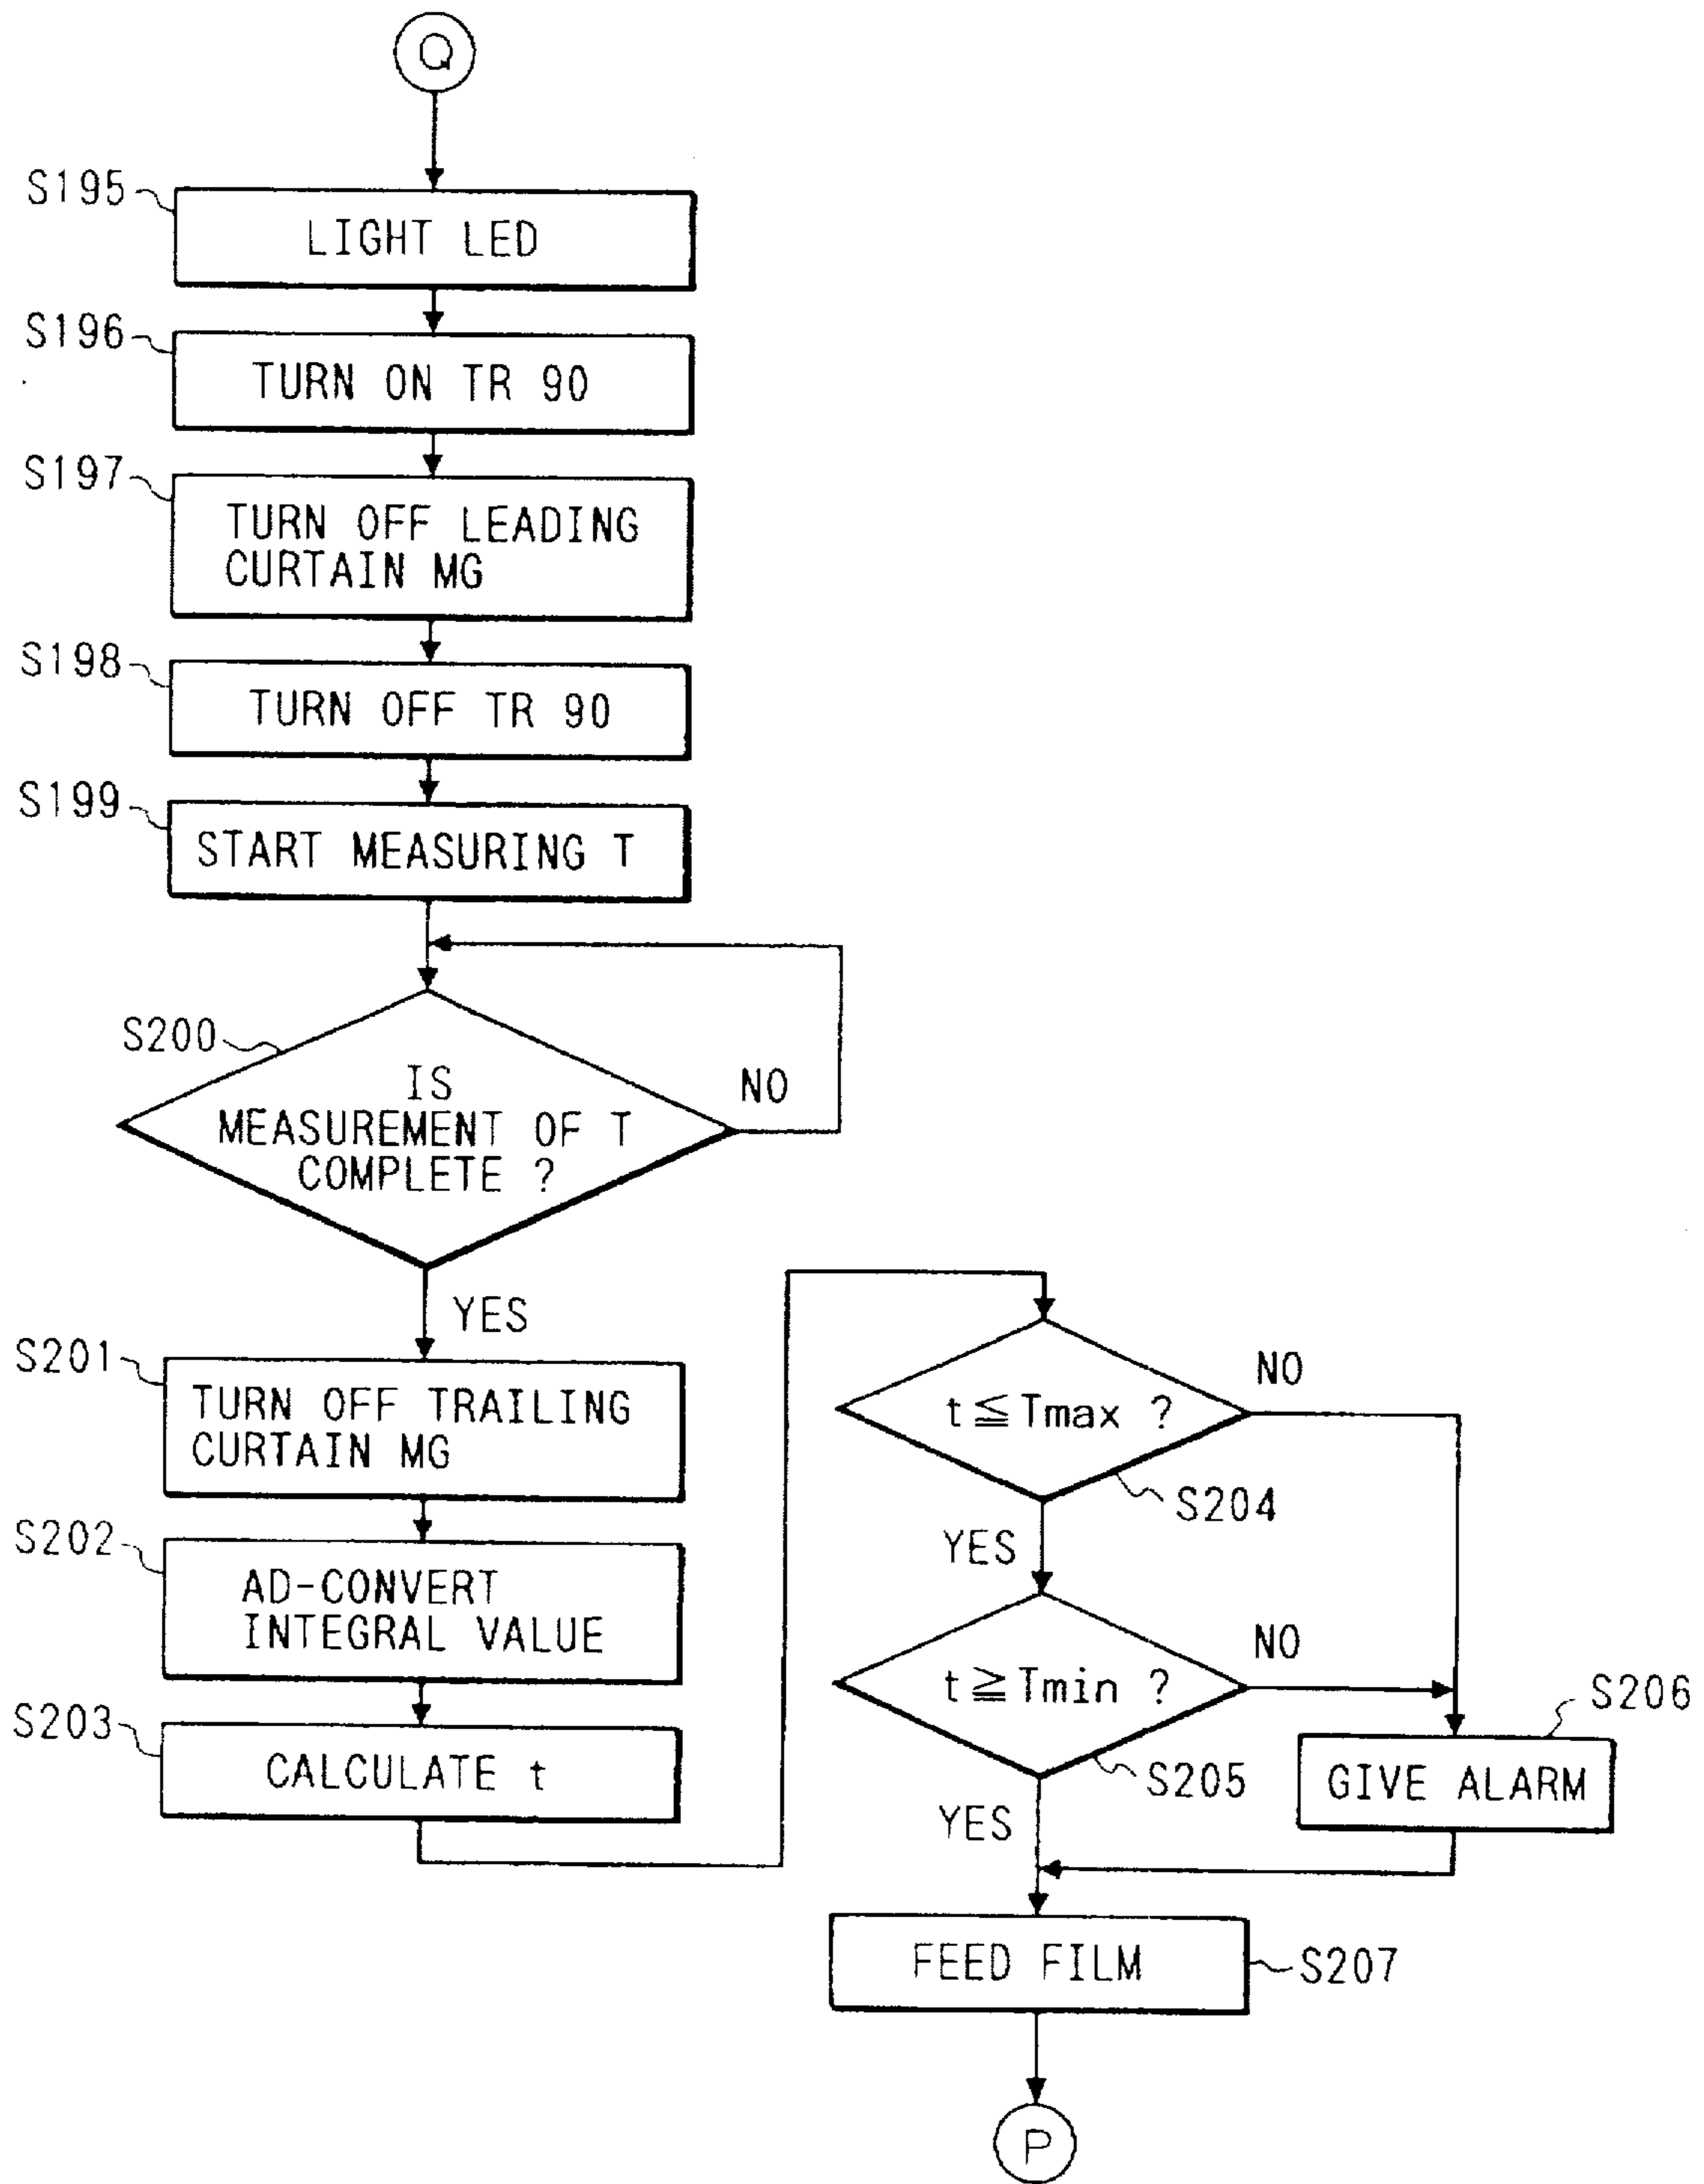 Q
S195
LIGHT LED
S196
TURN ON TR 90
S197
TURN OFF LEADING
CURTAIN MG
S198
TURN OFF TR 90
S199
START MEASURING T
S200
IS
MEASUREMENT OF T
COMPLETE ?
NO
YES
S201
TURN OFF TRAILING
CURTAIN MG
S202
AD-CONVERT
INTEGRAL VALUE
S203
CALCULATE t
t≦Tmax ?
NO
S204
YES
t≧Tmin ?
NO
S205
YES
S206
GIVE ALARM
FEED FILM
S207
P